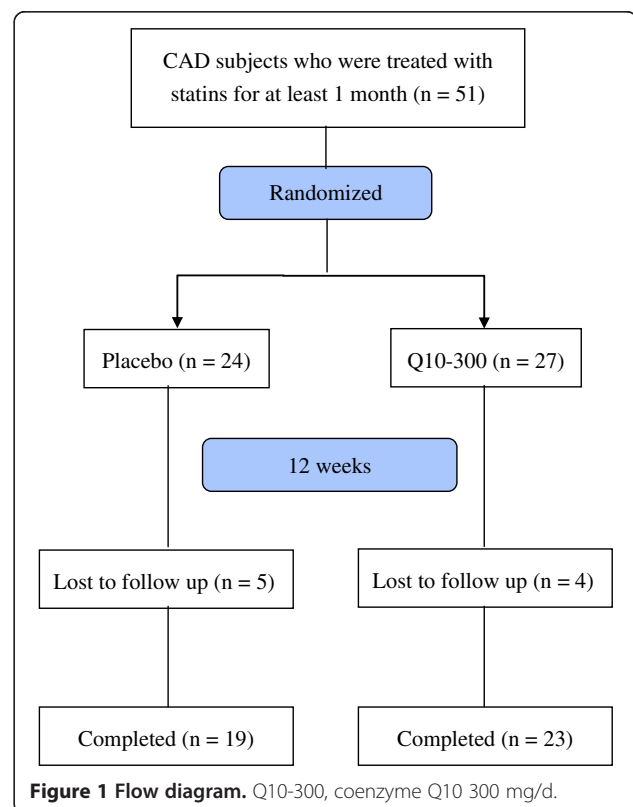 CAD subjects who were treated with
statins for at least 1 month (n = 51)
Randomized
Placebo (n = 24)
Q10-300 (n = 27)
12 weeks
Lost to follow up (n = 5)
Lost to follow up (n = 4)
Completed (n = 19)
Completed (n = 23)
Figure 1 Flow diagram. Q10-300, coenzyme Q10 300 mg/d.